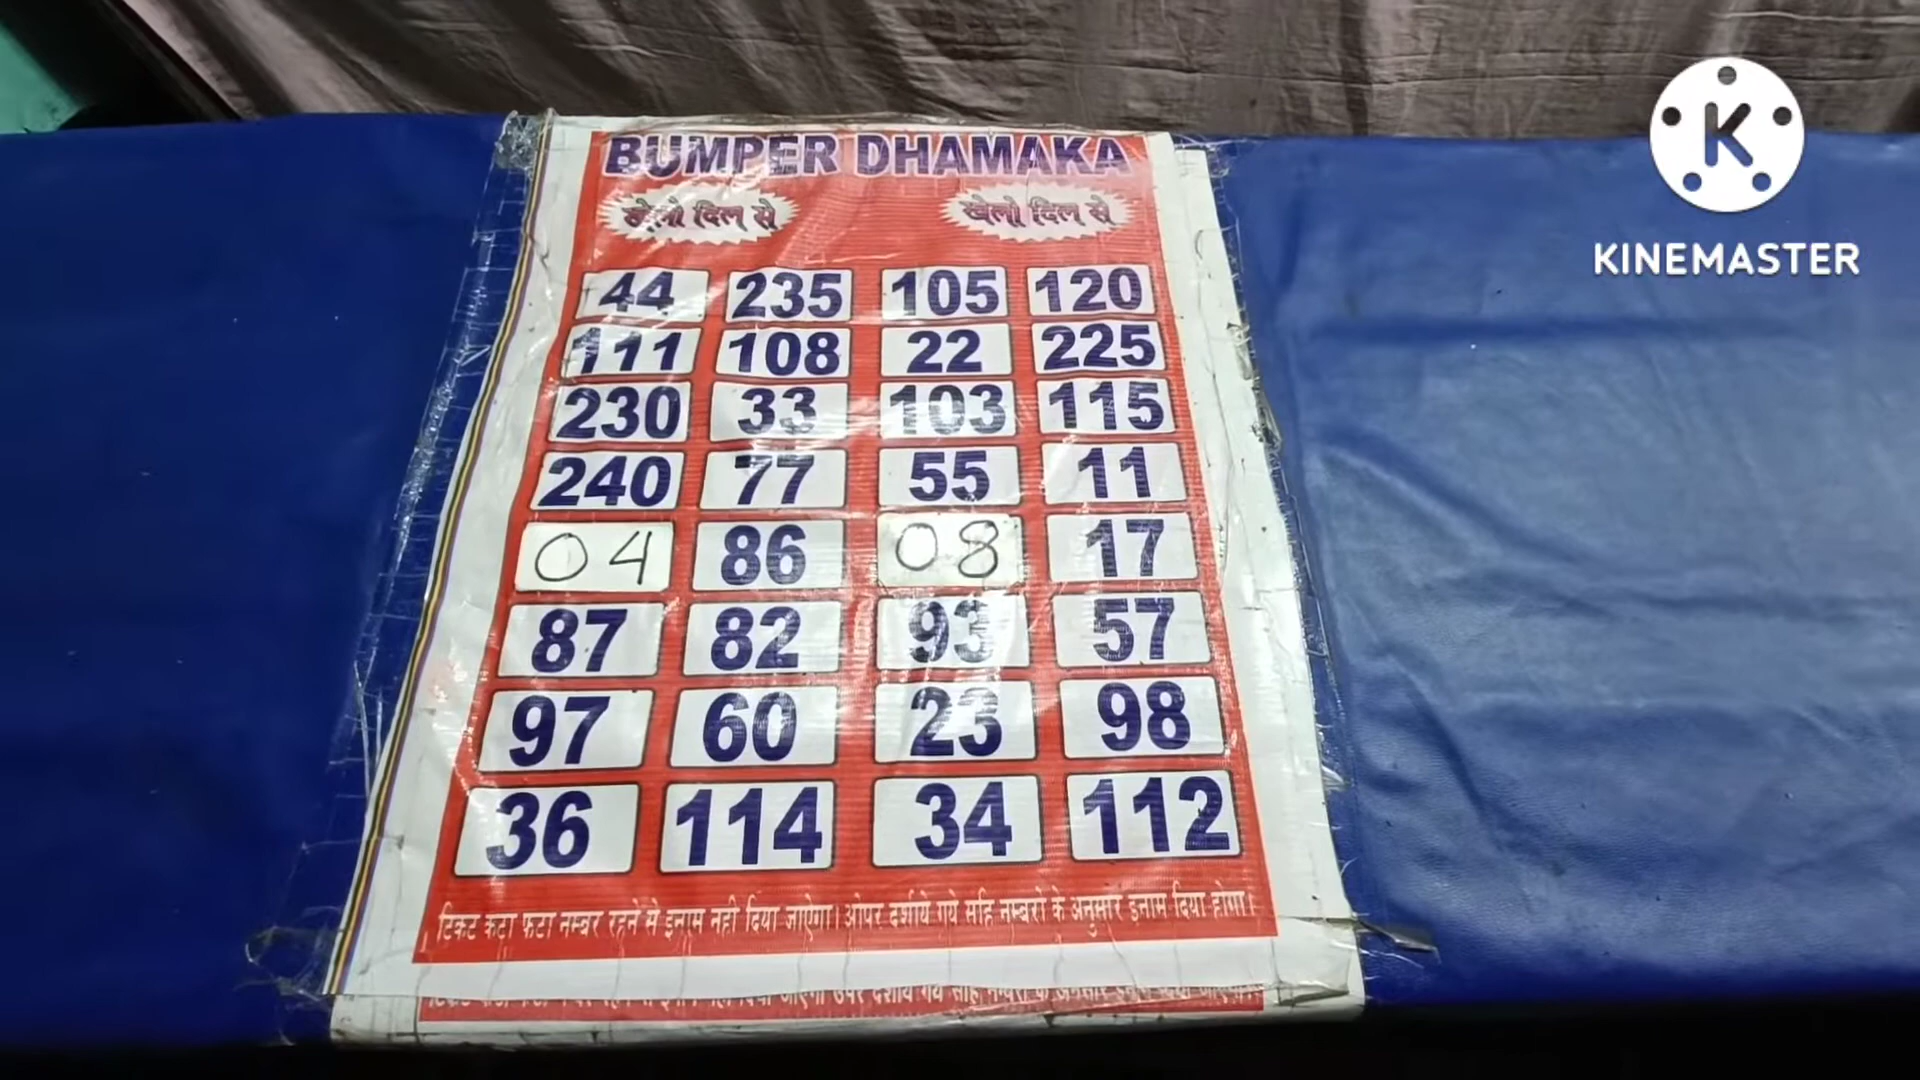 BUMPER DHAMAKA
खेलो दिल से खेलो दिल से
K
KINEMASTER
44 235 105 120
111 108 22 225
230 33 103 115
240 77 55 11
04 86 08 17
87 82 93 57
97 60 23 98
36 114 34 112
टिकट कटा फटा नम्बर रहने से इनाम नही दिया जाऐगा। ओपर दर्शाये गये सहि नम्बरो के अनुसार इनाम दिया होगा।